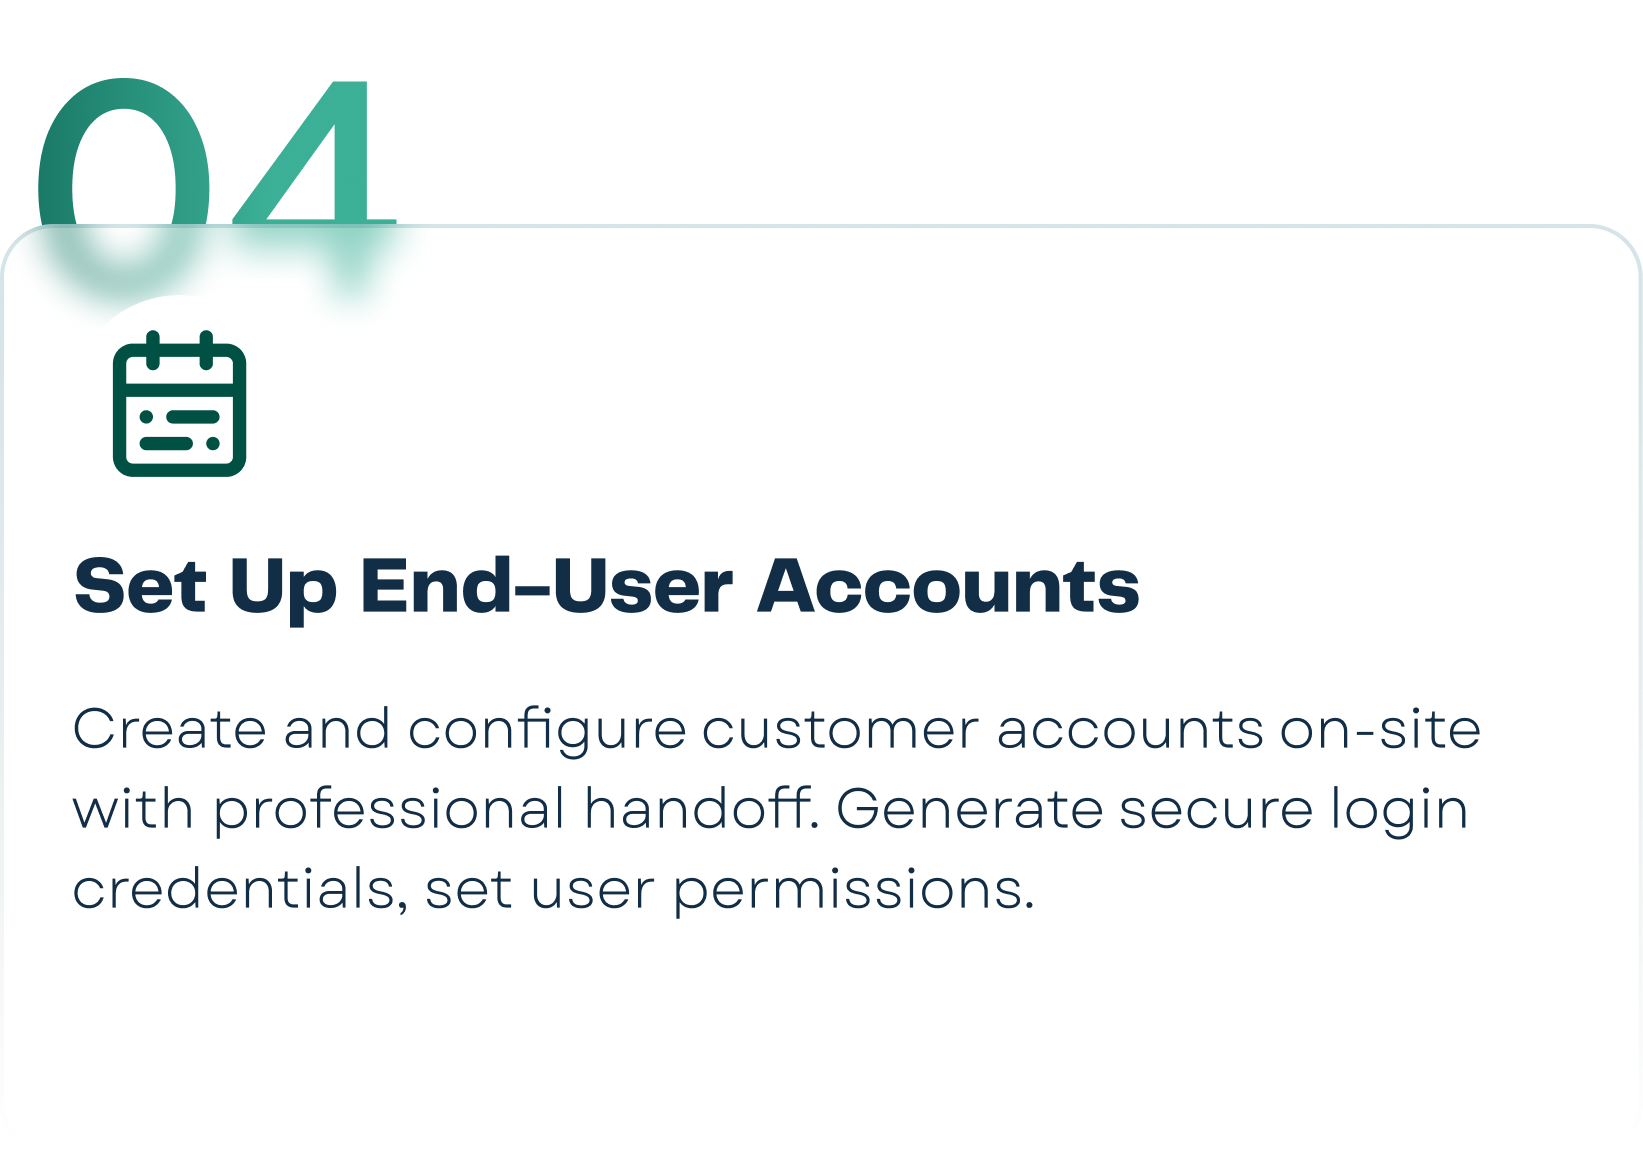 04
Set Up End-User Accounts
Create and configure customer accounts on-site
with professional handoff. Generate secure login
credentials, set user permissions.